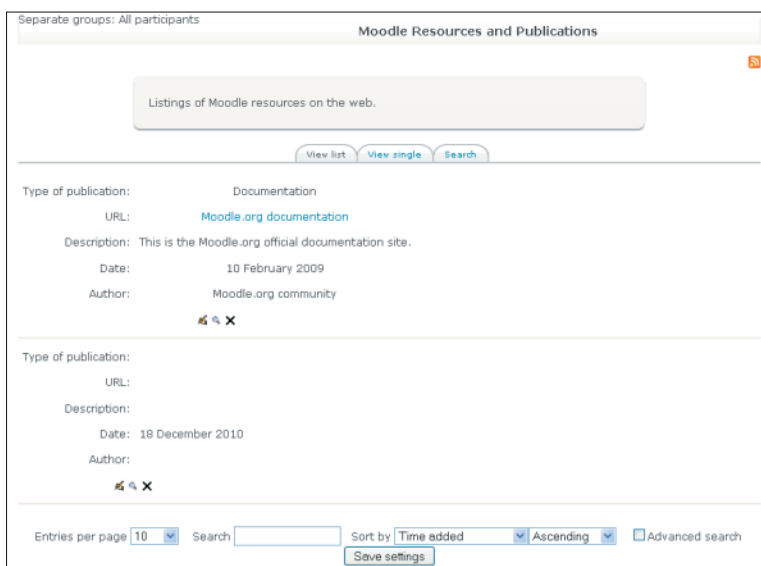 Separate groups: All participants
Moodle Resources and Publications
Listings of Moodle resources on the web.
View list View single Search
Type of publication: Documentation
URL: Moodle.org documentation
Description: This is the Moodle.org official documentation site.
Date: 10 February 2009
Author: Moodle.org community
Type of publication:
URL:
Description:
Date: 18 December 2010
Author:
Entries per page 10 Search Sort by Time added Ascending Advanced search
Save settings